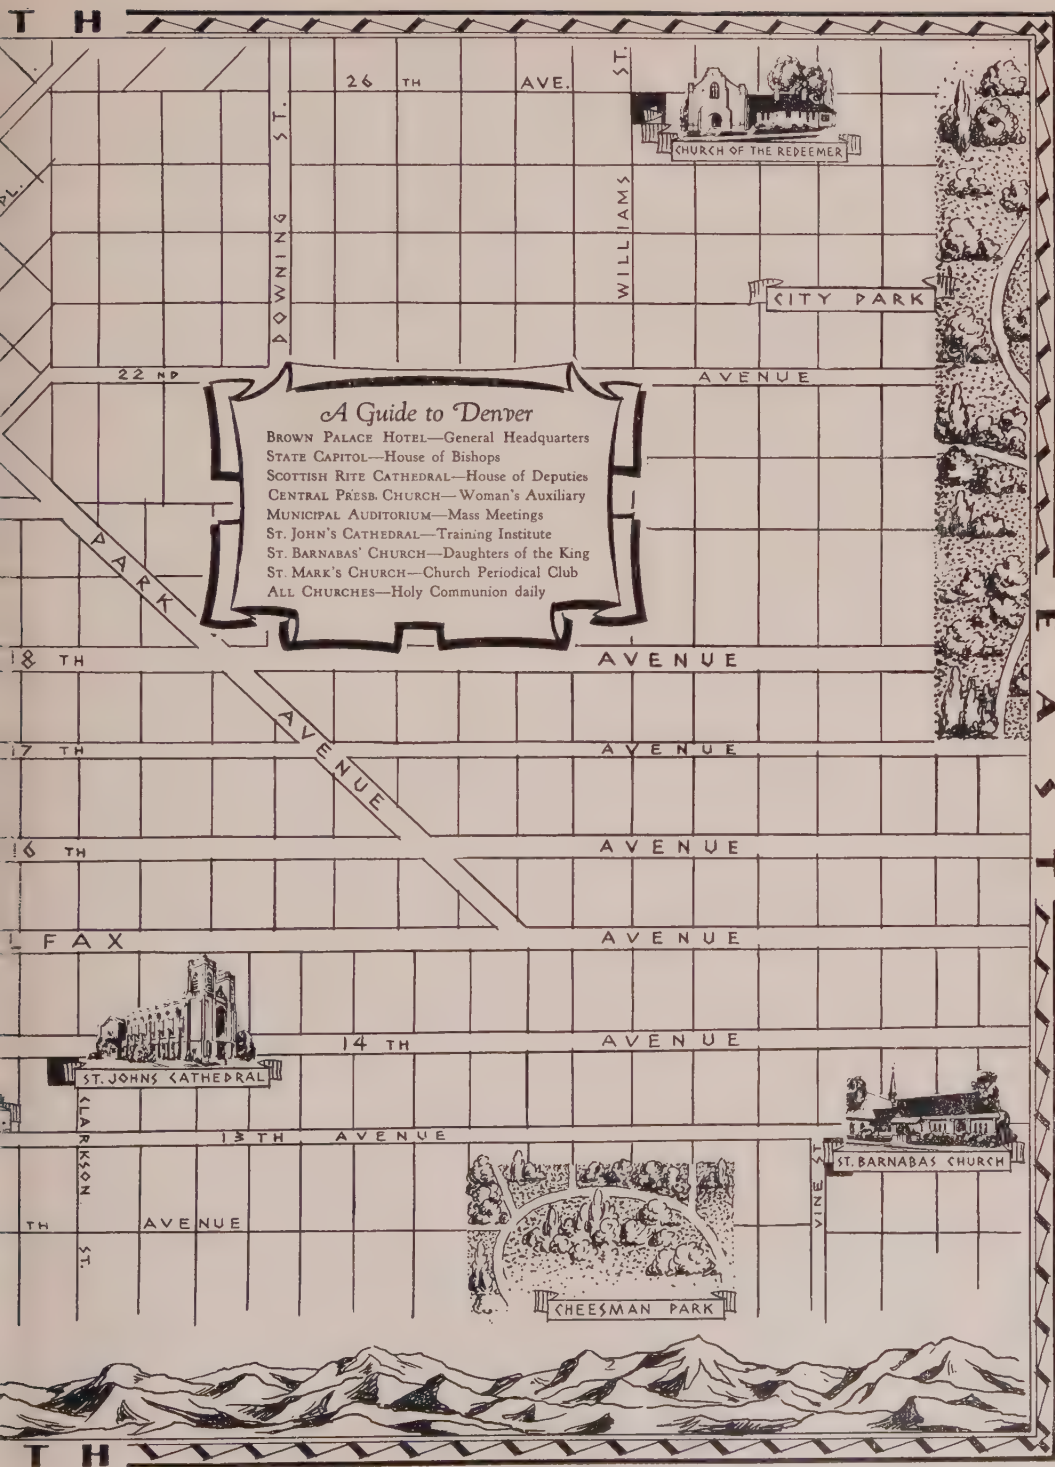 TH
26 TH AVE.
ST.
CHURCH OF THE REDEEMER
PL.
DOWNING ST.
WILLIAMS
CITY PARK
22 ND
AVENUE
A Guide to Denver
BROWN PALACE HOTEL—General Headquarters
STATE CAPITOL—House of Bishops
SCOTTISH RITE CATHEDRAL—House of Deputies
CENTRAL PRESB. CHURCH—Woman's Auxiliary
MUNICIPAL AUDITORIUM—Mass Meetings
ST. JOHN'S CATHEDRAL—Training Institute
ST. BARNABAS' CHURCH—Daughters of the King
ST. MARK'S CHURCH—Church Periodical Club
ALL CHURCHES—Holy Communion daily
PARK
AVENUE
18 TH AVENUE
17 TH AVENUE
16 TH AVENUE
LFAX AVENUE
EAST
14 TH AVENUE
ST. JOHNS CATHEDRAL
CLARKSON ST.
13 TH AVENUE
ST. BARNABAS CHURCH
VINE ST
TH AVENUE
CHEESMAN PARK
TH